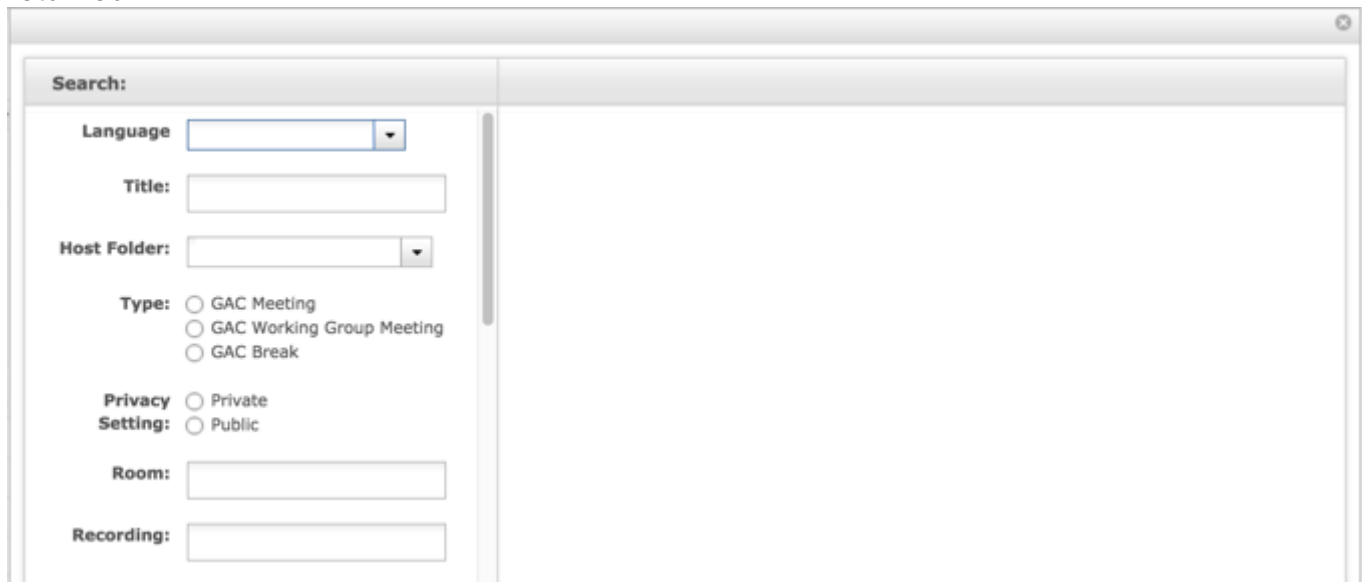 Search:
Language
Title:
Host Folder:
Type:
GAC Meeting
GAC Working Group Meeting
GAC Break
Privacy
Setting:
Private
Public
Room:
Recording: